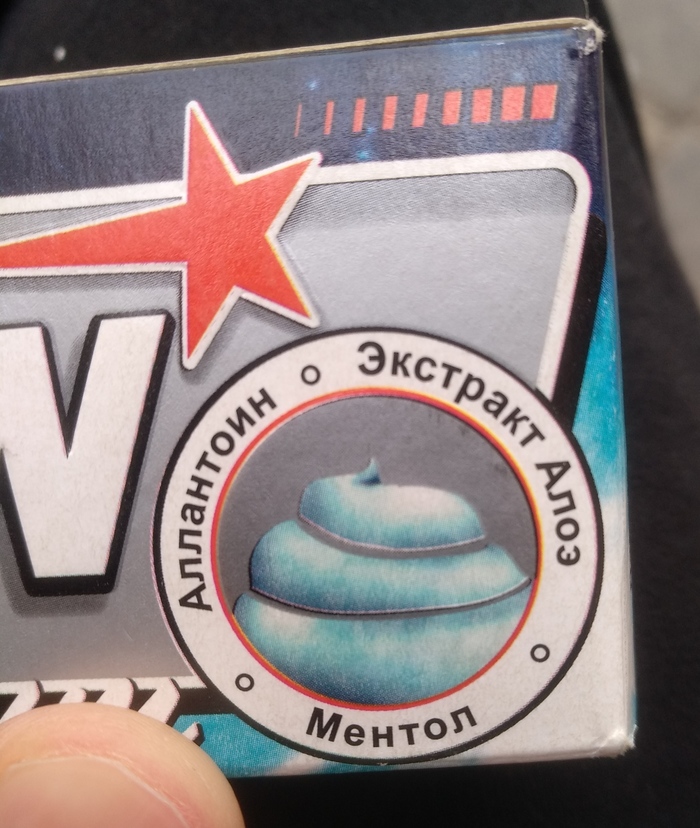 Аллантоин
Экстракт Алоэ
Ментол